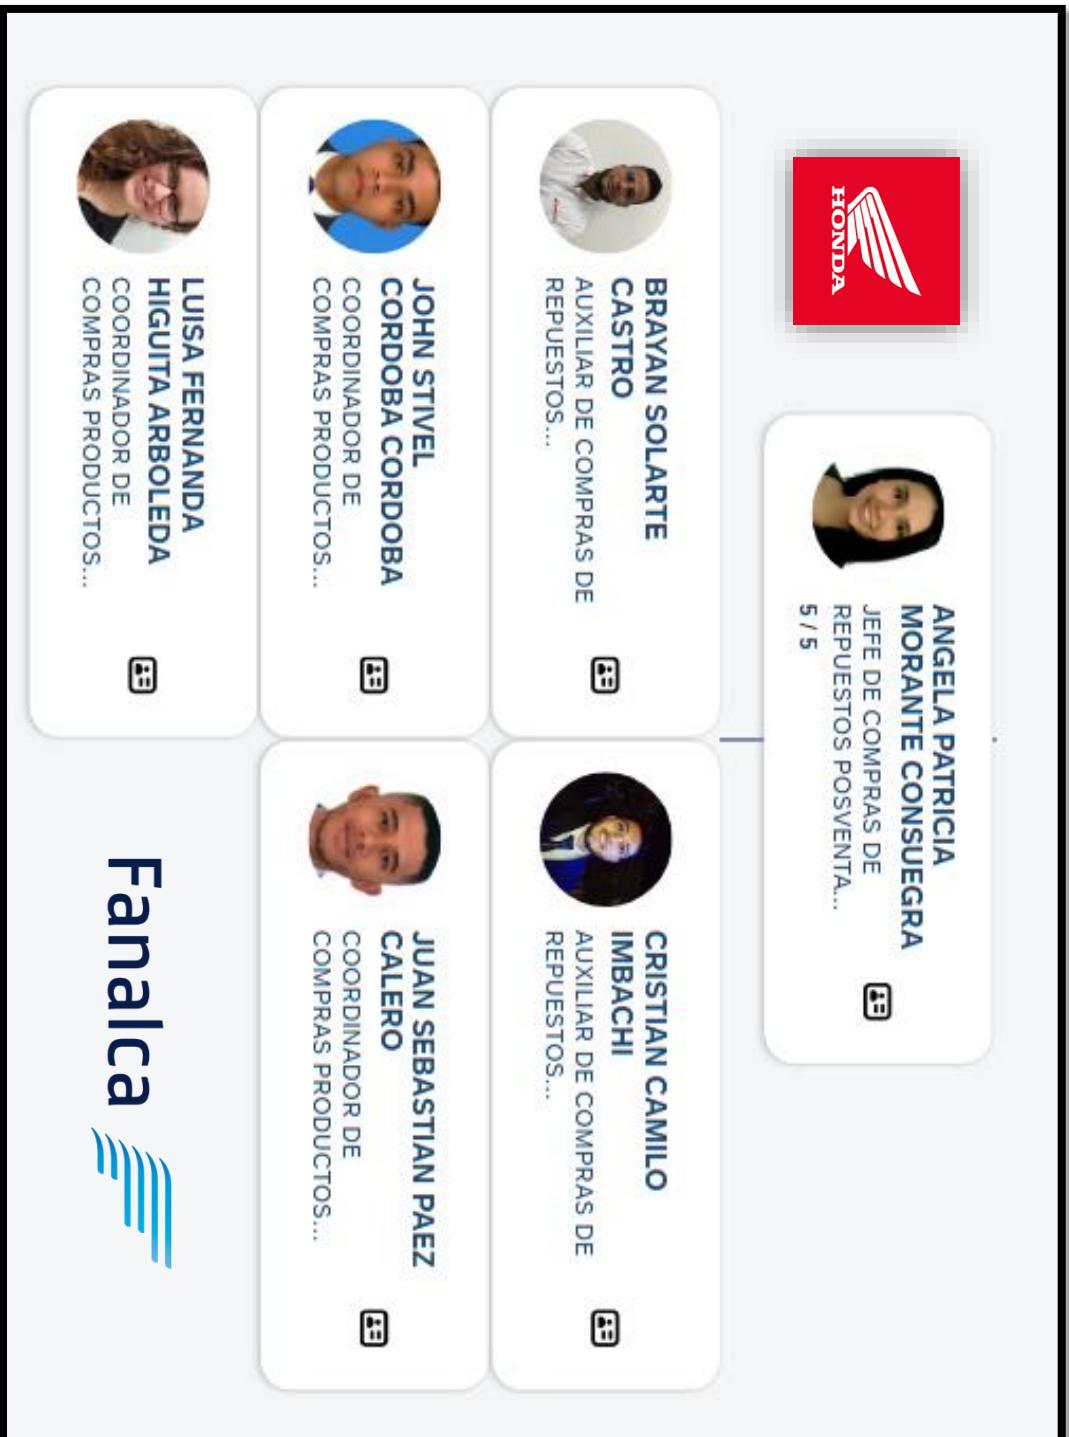 HONDA
ANGELA PATRICIA
MORANTE CONSUEGRA
JEFE DE COMPRAS DE
REPUESTOS POSVENTA...
5 / 5
BRAYAN SOLARTE
CASTRO
AUXILIAR DE COMPRAS DE
REPUESTOS...
CRISTIAN CAMILO
IMBACHI
AUXILIAR DE COMPRAS DE
REPUESTOS...
JOHN STIVEL
CORDOBA CORDOBA
COORDINADOR DE
COMPRAS PRODUCTOS...
JUAN SEBASTIAN PAEZ
CALERO
COORDINADOR DE
COMPRAS PRODUCTOS...
LUISA FERNANDA
HIGUITA ARBOLEDA
COORDINADOR DE
COMPRAS PRODUCTOS...
Fanalca